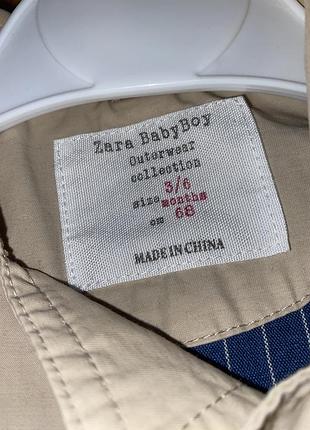 Zara BabyBoy
Outerwear
collection
size 3/6 months
cm 68
MADE IN CHINA